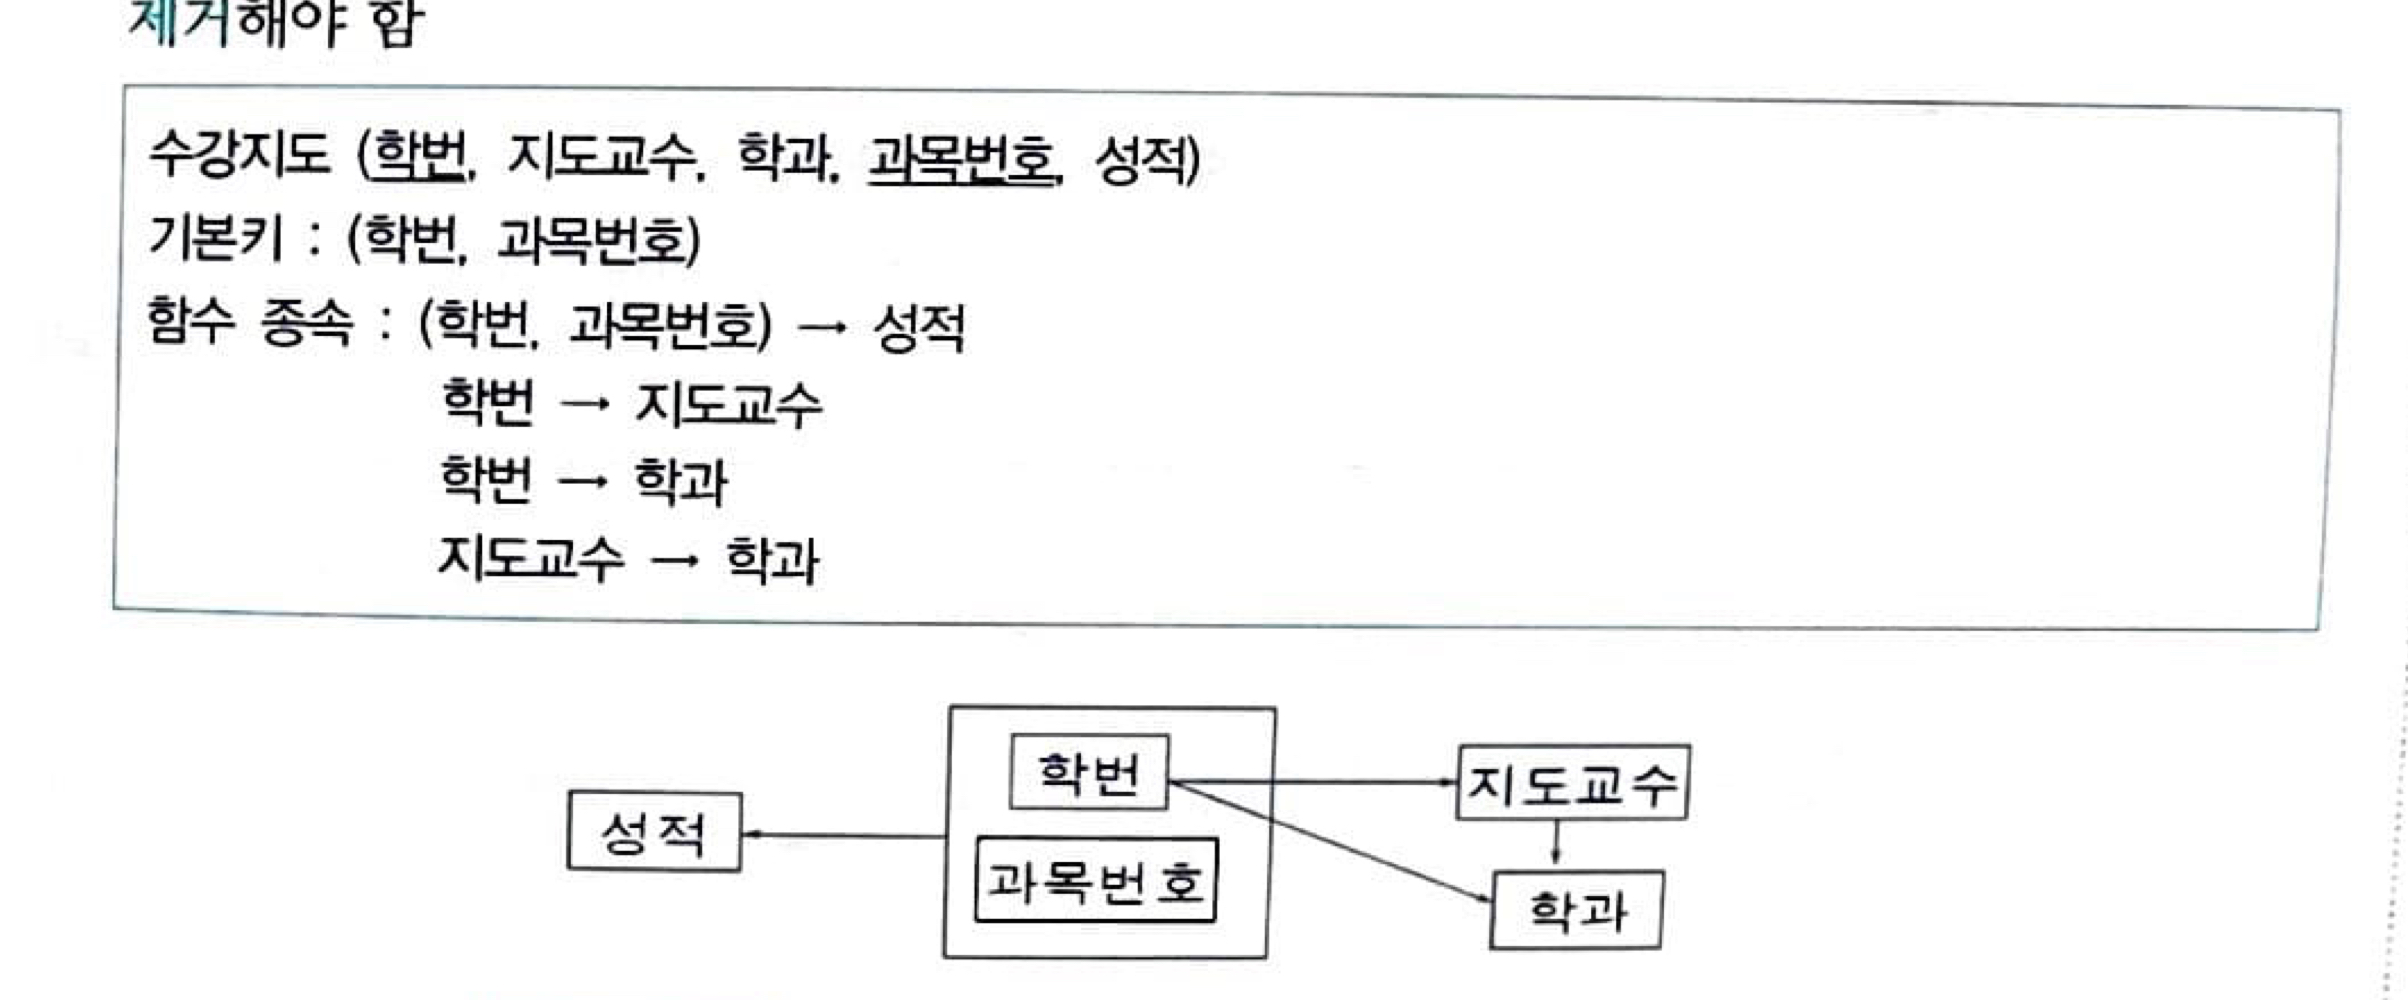 제거해야 함
수강지도 (학번, 지도교수, 학과, 과목번호, 성적)
기본키 : (학번, 과목번호)
함수 종속 : (학번, 과목번호) → 성적
학번 → 지도교수
학번 → 학과
지도교수 → 학과
학번
지도교수
성적
과목번호
학과